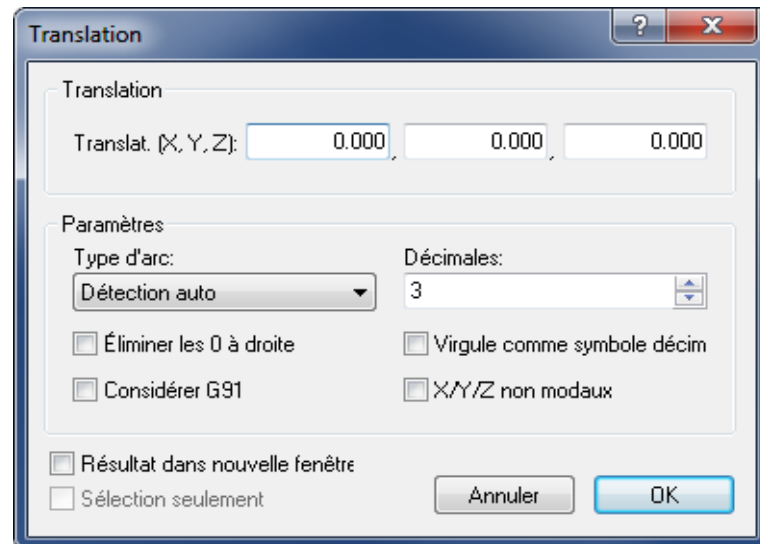 Translation
Translation
Translat. (X, Y, Z): 0.000 , 0.000 , 0.000
Paramètres
Type d'arc: Décimales:
Détection auto 3
Éliminer les 0 à droite Virgule comme symbole décim
Considérer G91 X/Y/Z non modaux
Résultat dans nouvelle fenêtre
Sélection seulement Annuler OK